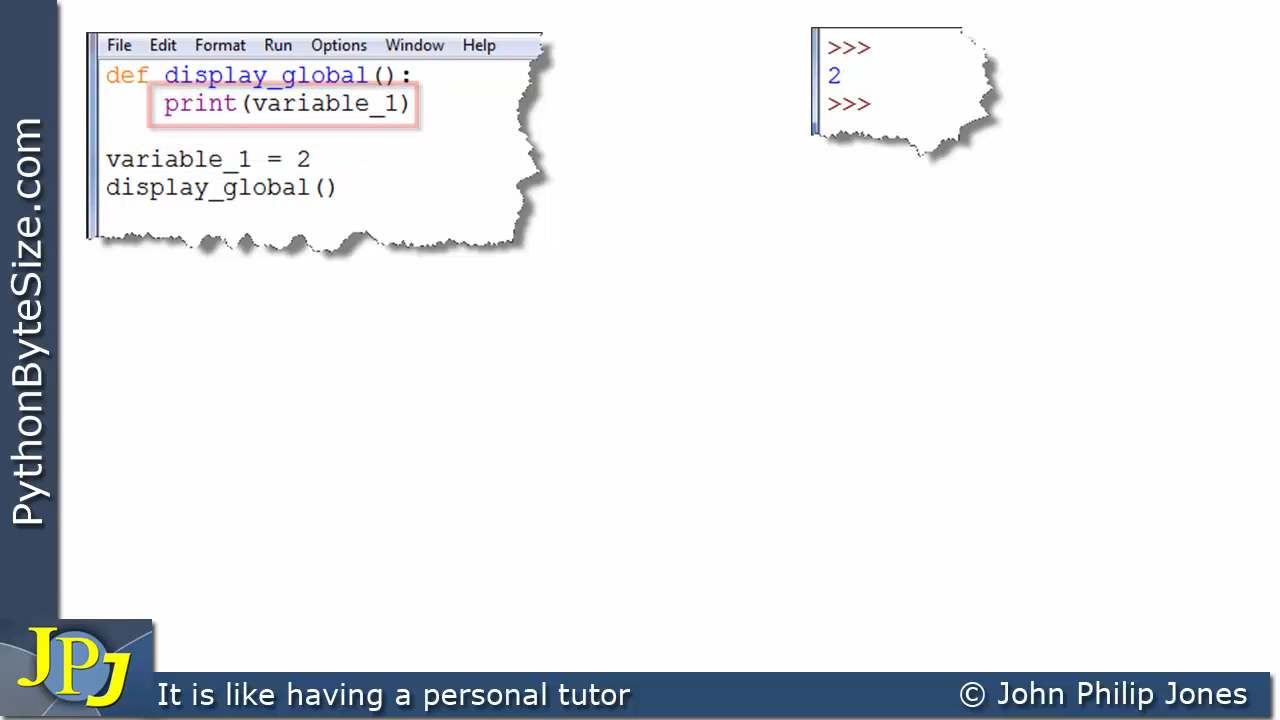 File Edit Format Run Options Window Help
def display_global():
    print(variable_1)
variable_1 = 2
display_global()
>>>
2
>>>
PythonByteSize.com
JPJ
It is like having a personal tutor
© John Philip Jones